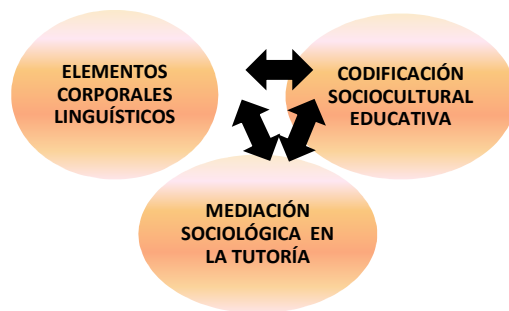 ELEMENTOS
CORPORALES
LINGUÍSTICOS
CODIFICACIÓN
SOCIOCULTURAL
EDUCATIVA
MEDIACIÓN
SOCIOLÓGICA EN
LA TUTORÍA